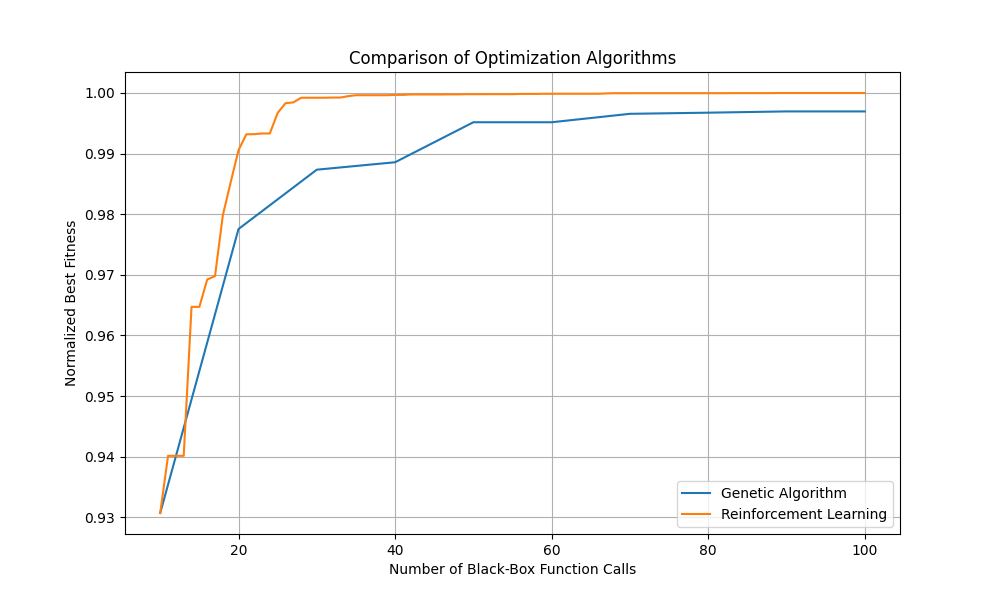 Comparison of Optimization Algorithms
1.00
0.99
0.98
0.97
0.96
0.95
0.94
0.93
Normalized Best Fitness
20 40 60 80 100
Number of Black-Box Function Calls
Genetic Algorithm
Reinforcement Learning